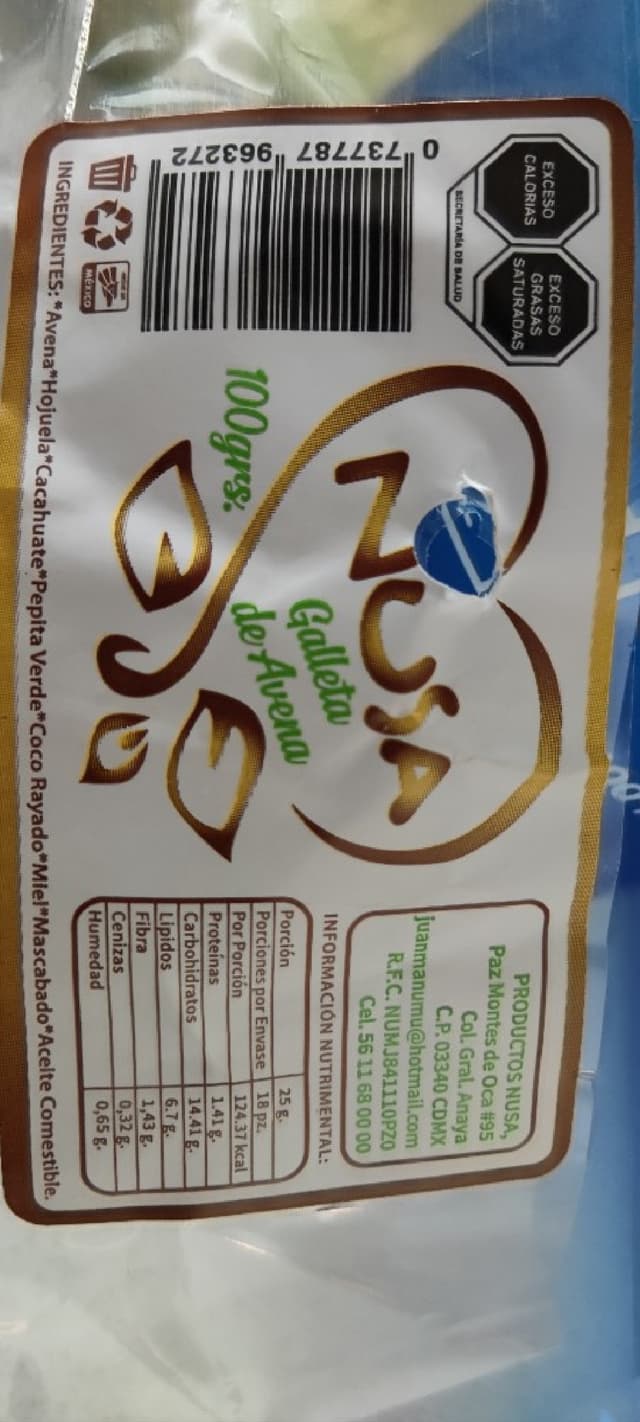 EXCESO
CALORÍAS
EXCESO
GRASAS
SATURADAS
SECRETARÍA DE SALUD
0 737787 963272
MÉXICO
NUSA
Galleta
de Avena
100grs.
PRODUCTOS NUSA,
Paz Montes de Oca #95
Col. Gral. Anaya
C.P. 03340 CDMX
juanmanumu@hotmail.com
R.F.C. NUMJ841110PZ0
Cel. 56 11 68 00 00
INFORMACIÓN NUTRIMENTAL:
Porción 25 g.
Porciones por Envase 18 pz.
Por Porción 124.37 kcal
Proteínas 1.41 g.
Carbohidratos 14.41 g.
Lípidos 6.7 g.
Fibra 1,43 g.
Cenizas 0,32 g.
Humedad 0,65 g.
INGREDIENTES:*Avena*Hojuela*Cacahuate*Pepita Verde*Coco Rayado*Miel*Mascabado*Aceite Comestible.